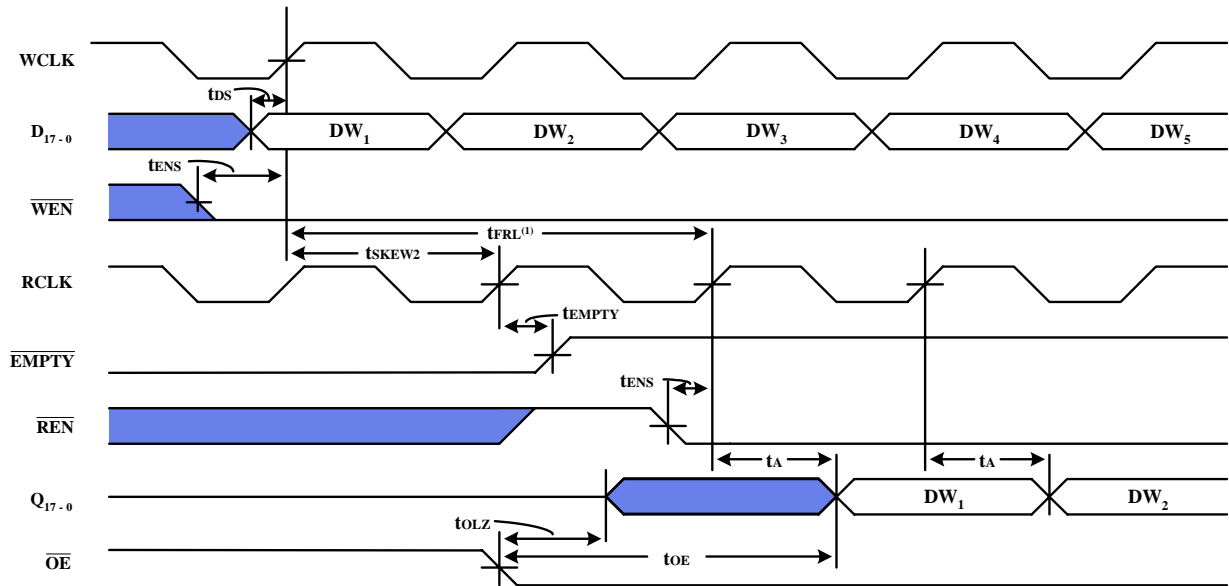 WCLK
tDS
D17 - 0
DW1 DW2 DW3 DW4 DW5
tENS
WEN
tFRL(1)
tSKEW2
RCLK
tEMPTY
EMPTY
tENS
REN
tA tA
Q17 - 0
DW1 DW2
tOLZ
tOE
OE